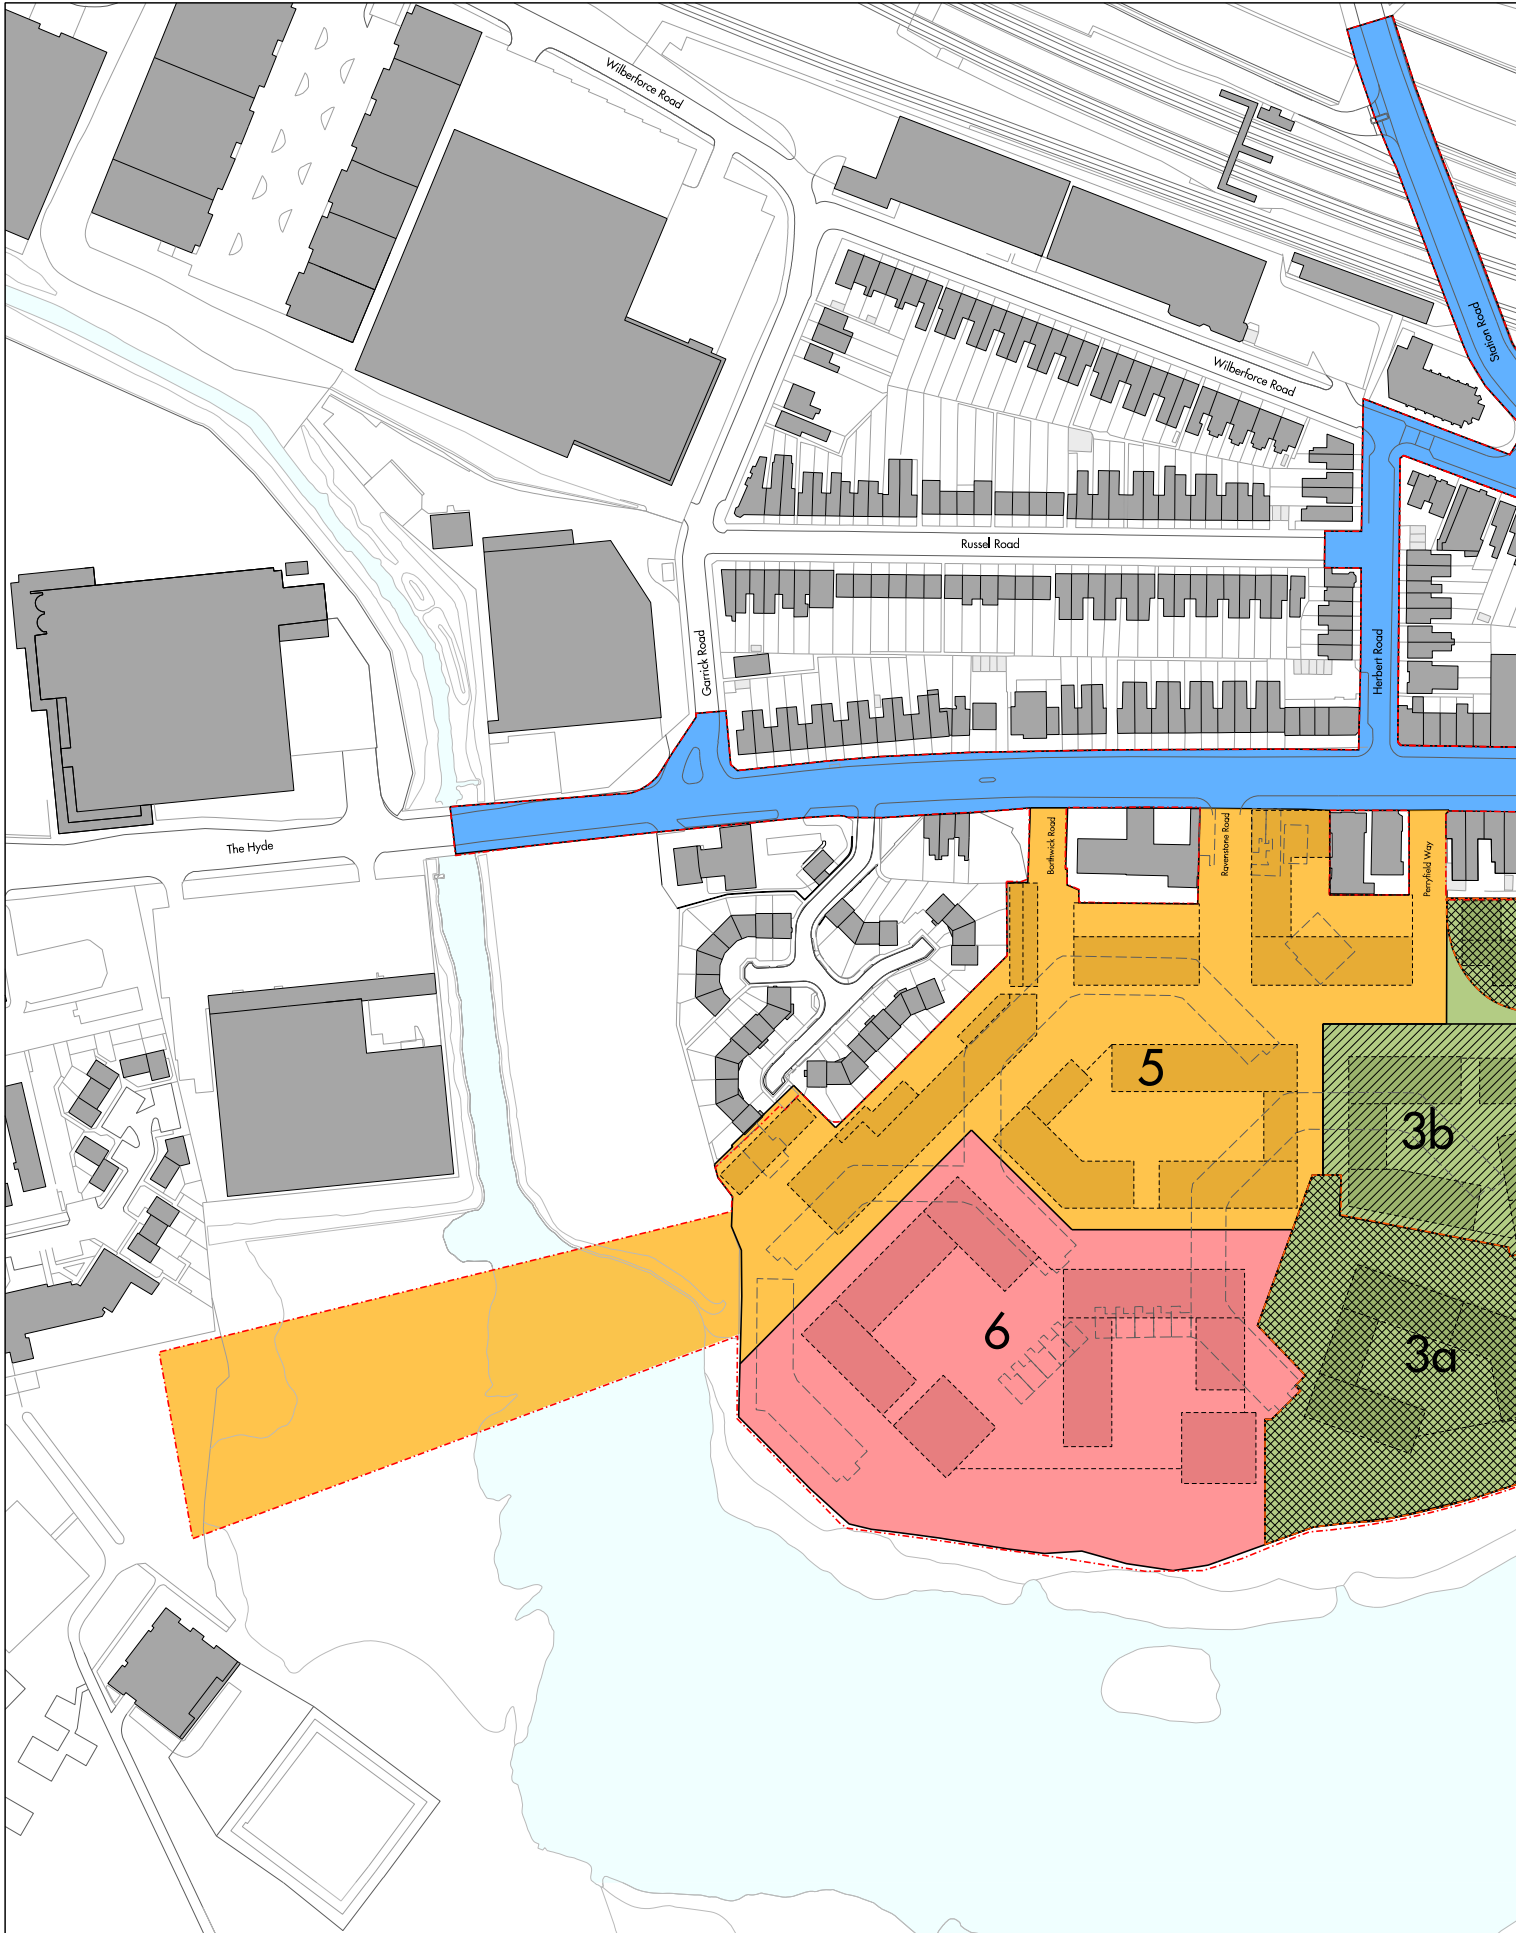 Wilberforce Road
Station Road
Wilberforce Road
Russel Road
Garrick Road
Herbert Road
The Hyde
Borthwick Road
Ravenstone Road
Perryfield Way
5
3b
6
3a